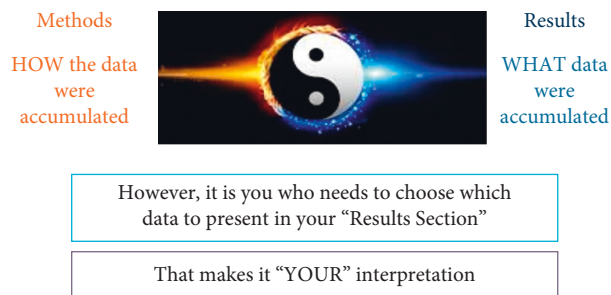 Methods
HOW the data
were
accumulated
Results
WHAT data
were
accumulated
However, it is you who needs to choose which
data to present in your “Results Section”
That makes it “YOUR” interpretation